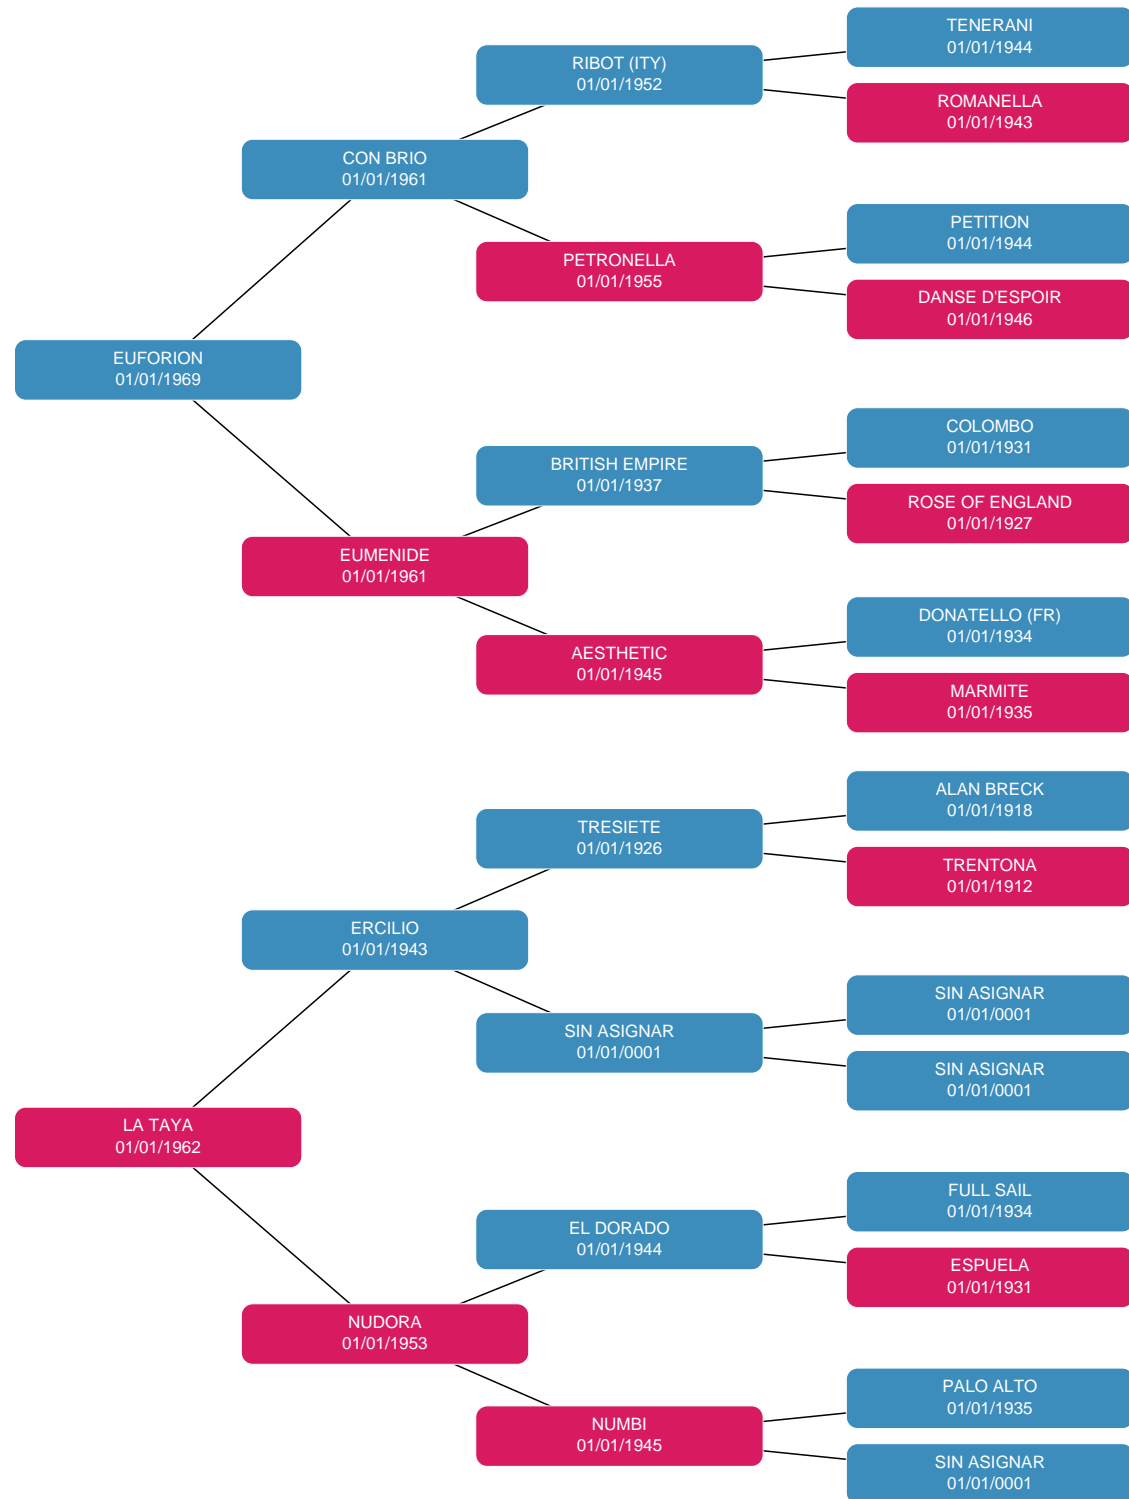 TENERANI
01/01/1944
RIBOT (ITY)
01/01/1952
ROMANELLA
01/01/1943
CON BRIO
01/01/1961
PETITION
01/01/1944
PETRONELLA
01/01/1955
DANSE D'ESPOIR
01/01/1946
EUFORION
01/01/1969
COLOMBO
01/01/1931
BRITISH EMPIRE
01/01/1937
ROSE OF ENGLAND
01/01/1927
EUMENIDE
01/01/1961
DONATELLO (FR)
01/01/1934
AESTHETIC
01/01/1945
MARMITE
01/01/1935
ALAN BRECK
01/01/1918
TRESIETE
01/01/1926
TRENTONA
01/01/1912
ERCILIO
01/01/1943
SIN ASIGNAR
01/01/0001
SIN ASIGNAR
01/01/0001
SIN ASIGNAR
01/01/0001
LA TAYA
01/01/1962
FULL SAIL
01/01/1934
EL DORADO
01/01/1944
ESPUELA
01/01/1931
NUDORA
01/01/1953
PALO ALTO
01/01/1935
NUMBI
01/01/1945
SIN ASIGNAR
01/01/0001